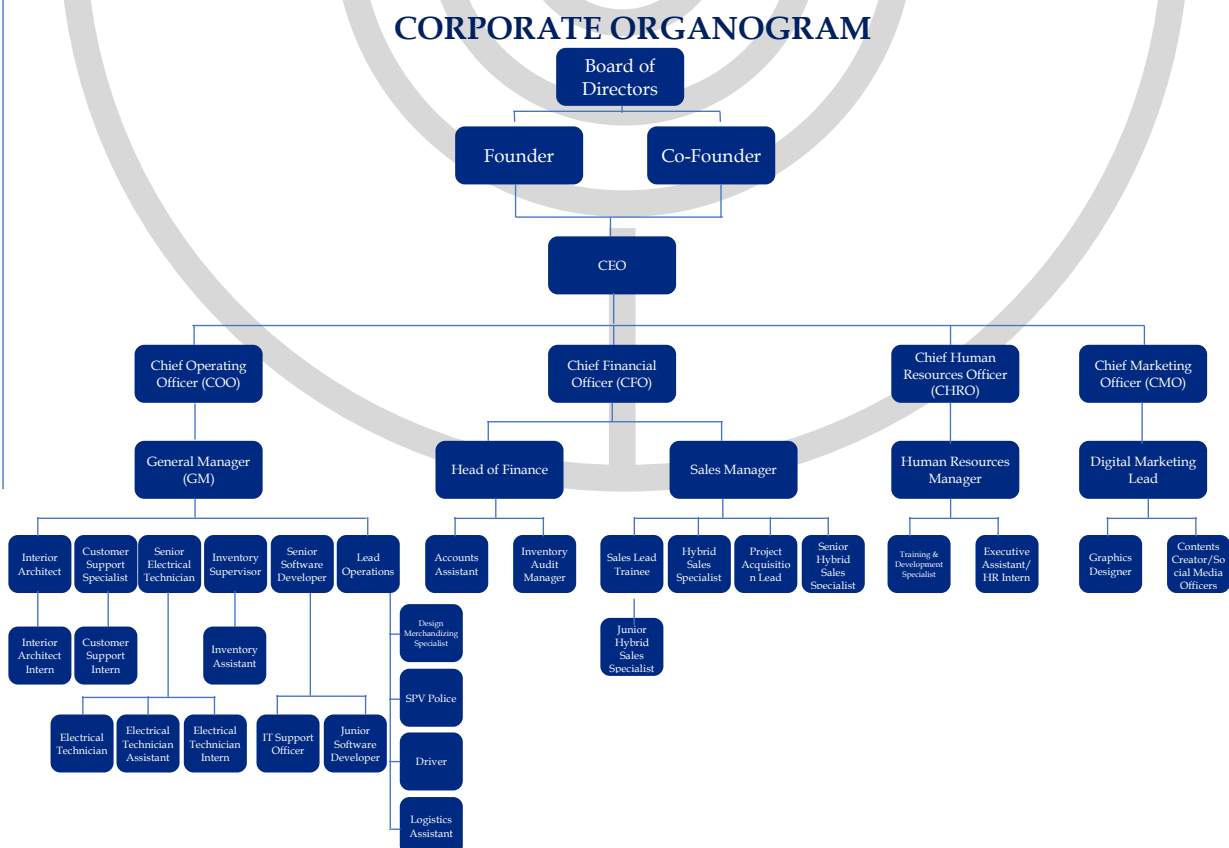 CORPORATE ORGANOGRAM
Board of
Directors
Founder
Co-Founder
CEO
Chief Operating
Officer (COO)
Chief Financial
Officer (CFO)
Chief Human
Resources Officer
(CHRO)
Chief Marketing
Officer (CMO)
General Manager
(GM)
Head of Finance
Sales Manager
Human Resources
Manager
Digital Marketing
Lead
Interior
Architect
Customer
Support
Specialist
Senior
Electrical
Technician
Inventory
Supervisor
Senior
Software
Developer
Lead
Operations
Accounts
Assistant
Inventory
Audit
Manager
Sales Lead
Trainee
Hybrid
Sales
Specialist
Project
Acquisitio
n Lead
Senior
Hybrid
Sales
Specialist
Training &
Development
Specialist
Executive
Assistant/
HR Intern
Graphics
Designer
Contents
Creator/So
cial Media
Officers
Interior
Architect
Intern
Customer
Support
Intern
Inventory
Assistant
Design
Merchandizing
Specialist
Junior
Hybrid
Sales
Specialist
SPV Police
Electrical
Technician
Electrical
Technician
Assistant
Electrical
Technician
Intern
IT Support
Officer
Junior
Software
Developer
Driver
Logistics
Assistant